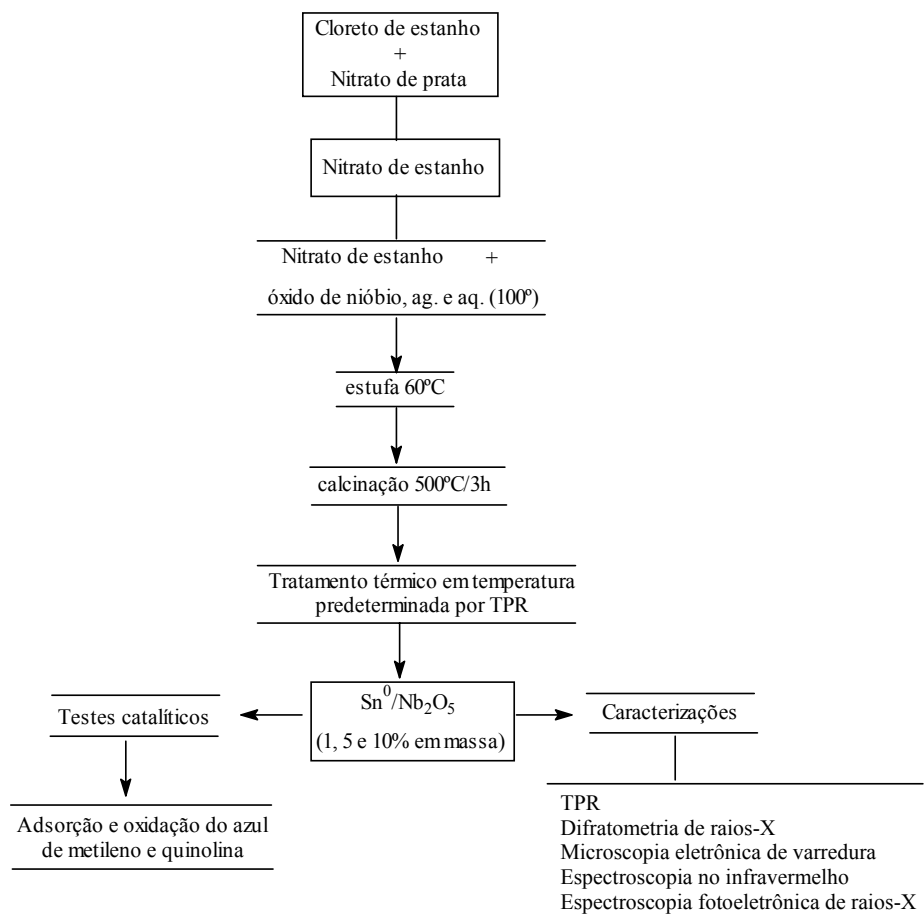 Cloreto de estanho
+
Nitrato de prata
Nitrato de estanho
Nitrato de estanho +
óxido de nióbio, ag. e aq. (100º)
estufa 60ºC
calcinação 500ºC/3h
Tratamento térmico em temperatura
predeterminada por TPR
Sn⁰/Nb₂O₅
(1, 5 e 10% em massa)
Testes catalíticos
Adsorção e oxidação do azul
de metileno e quinolina
Caracterizações
TPR
Difratometria de raios-X
Microscopia eletrônica de varredura
Espectroscopia no infravermelho
Espectroscopia fotoeletrônica de raios-X